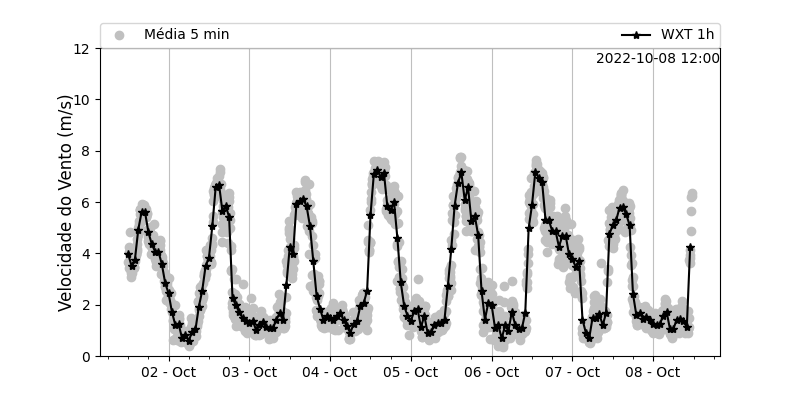 Média 5 min
WXT 1h
2022-10-08 12:00
Velocidade do Vento (m/s)
12
10
8
6
4
2
0
02 - Oct 03 - Oct 04 - Oct 05 - Oct 06 - Oct 07 - Oct 08 - Oct